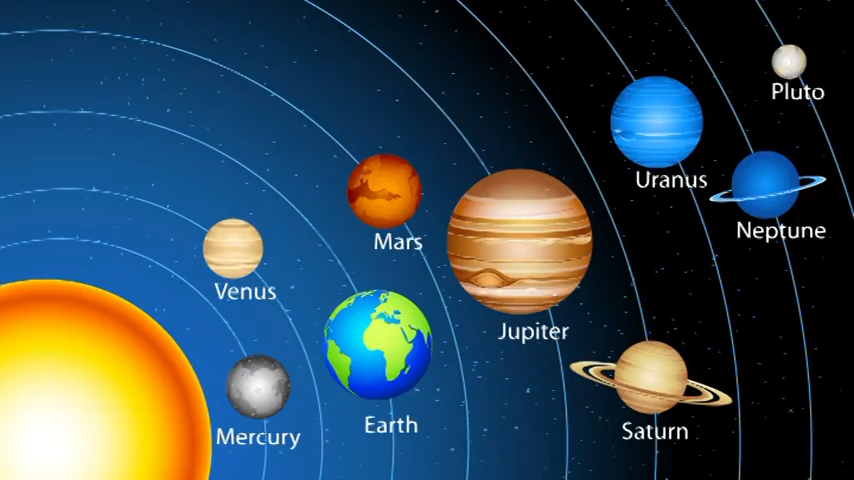 Pluto
Uranus
Neptune
Mars
Venus
Jupiter
Earth
Saturn
Mercury